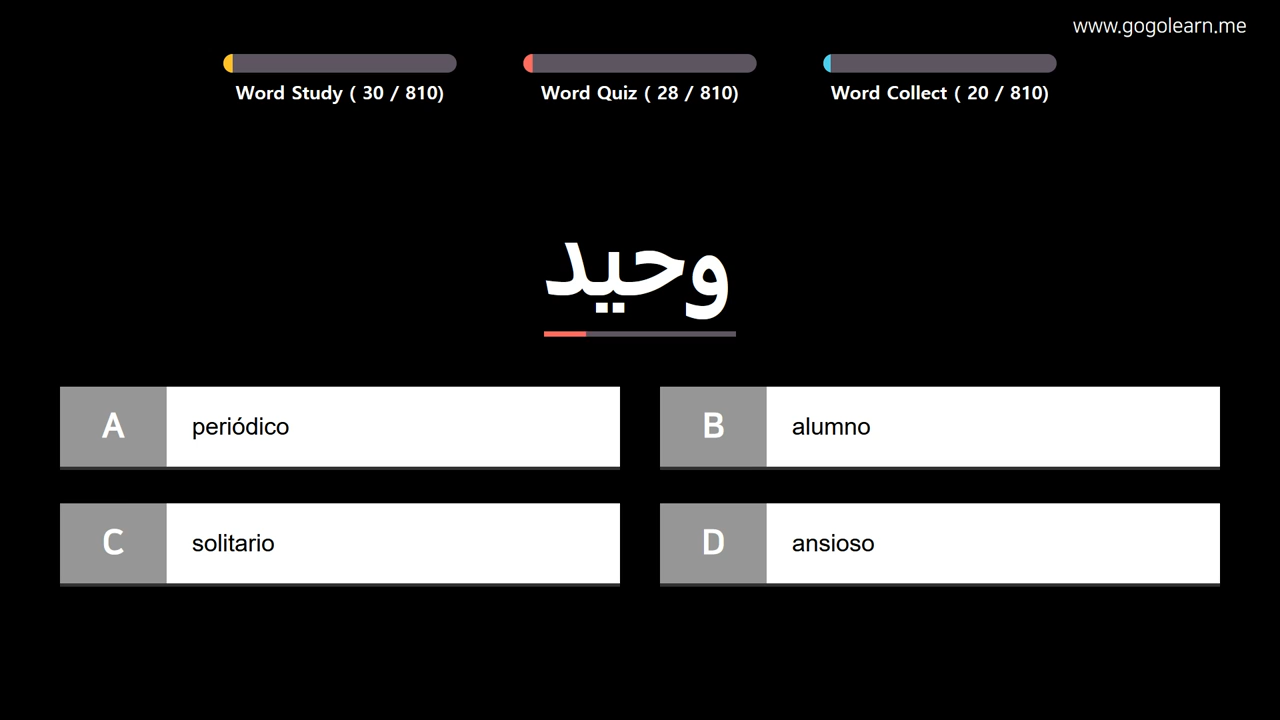 www.gogolearn.me
Word Study ( 30 / 810)
Word Quiz ( 28 / 810)
Word Collect ( 20 / 810)
وحيد
A periódico
B alumno
C solitario
D ansioso